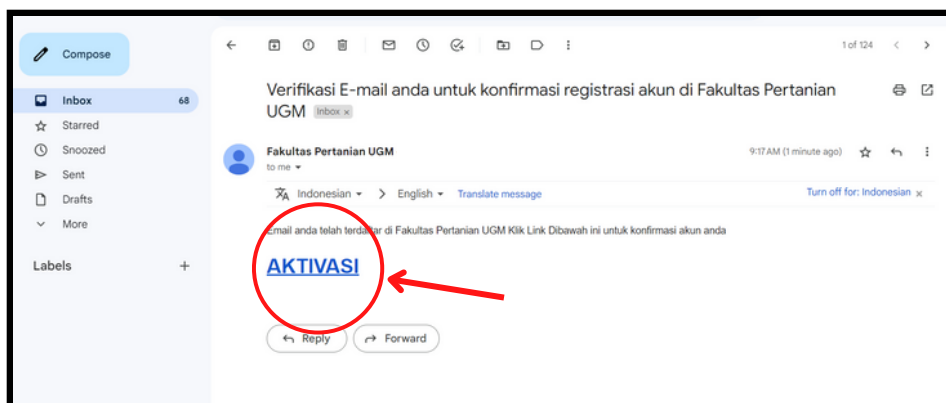 Compose
1 of 124
Verifikasi E-mail anda untuk konfirmasi registrasi akun di Fakultas Pertanian
UGM Inbox x
Inbox 68
Starred
Snoozed
Sent
Drafts
More
Labels +
Fakultas Pertanian UGM 9:17 AM (1 minute ago)
to me
Indonesian > English Translate message Turn off for: Indonesian x
Email anda telah terdaftar di Fakultas Pertanian UGM Klik Link Dibawah ini untuk konfirmasi akun anda
AKTIVASI
Reply Forward